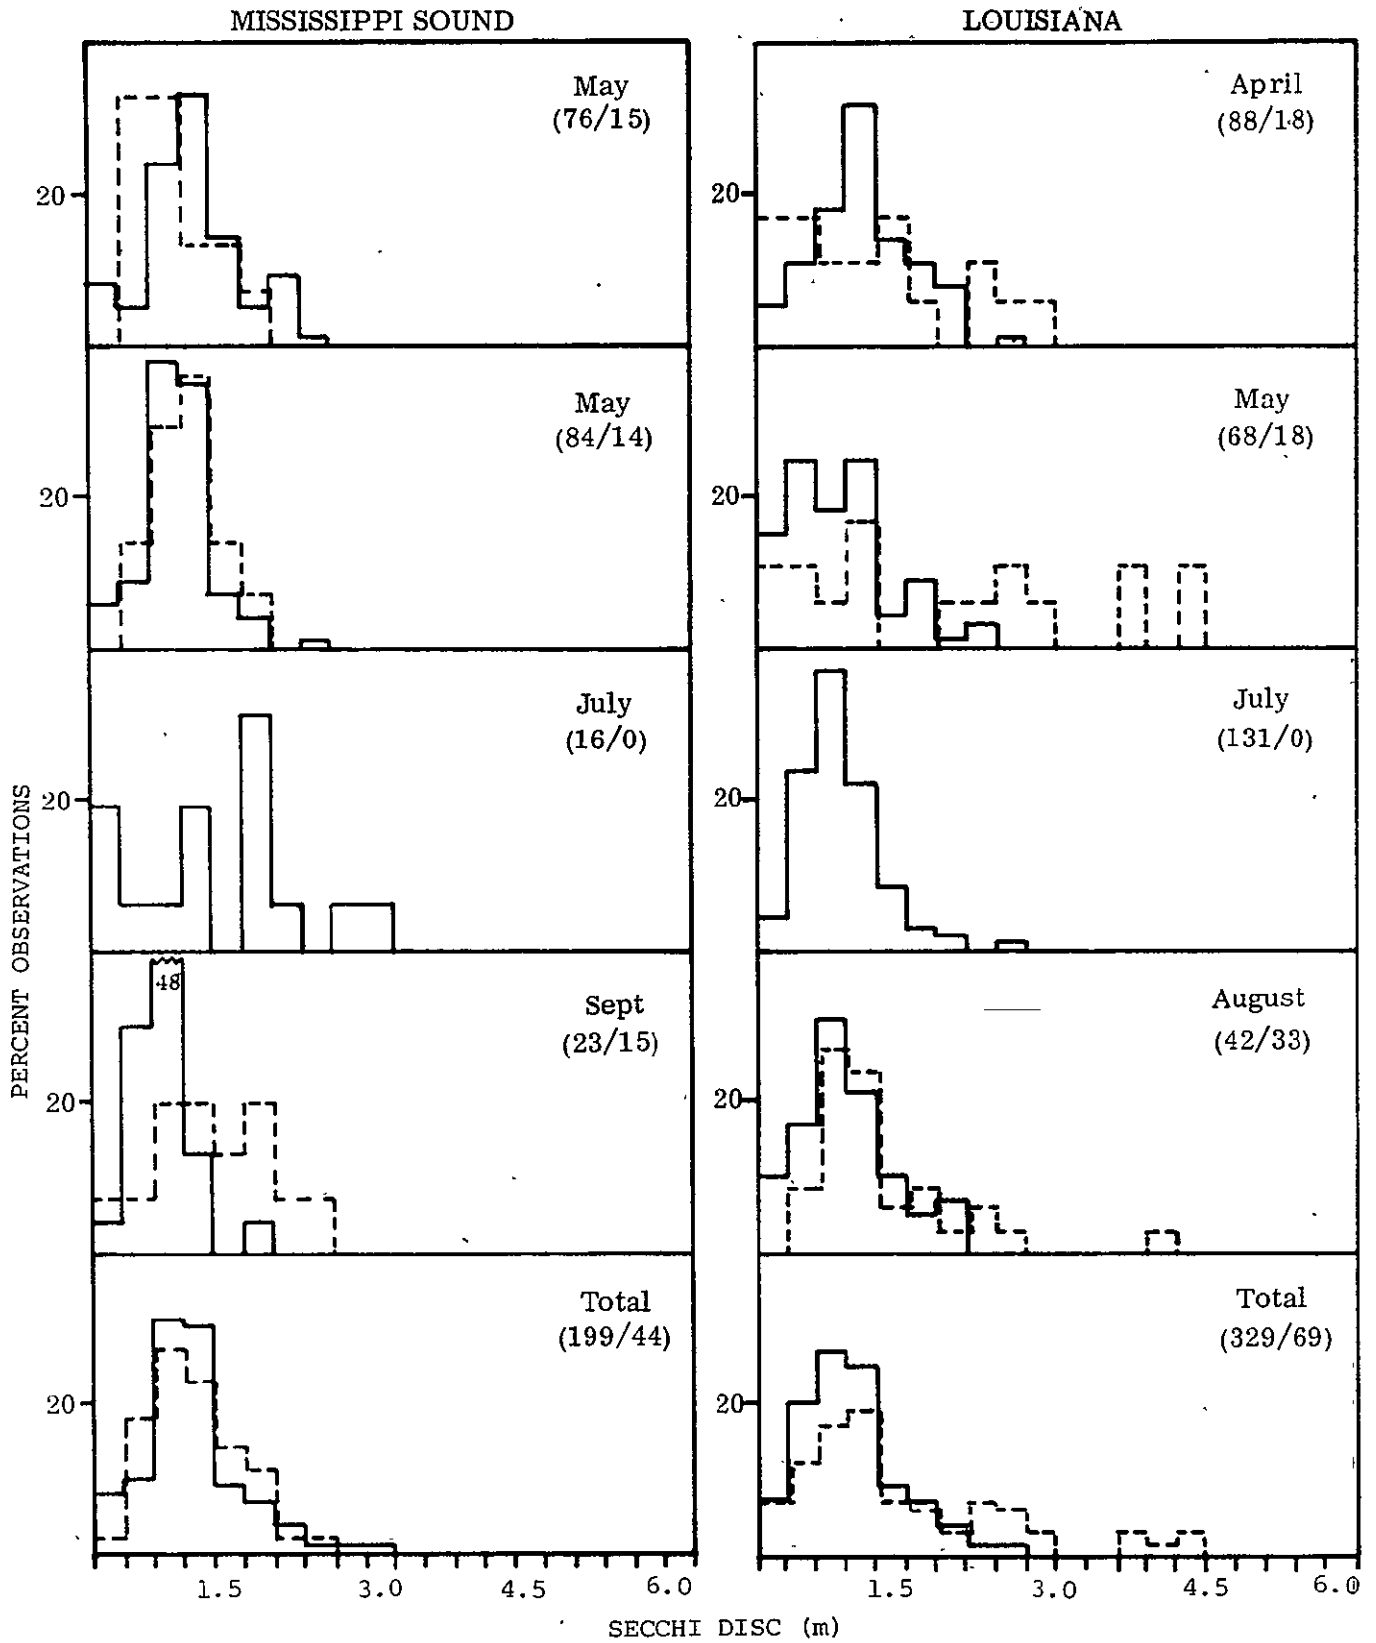 MISSISSIPPI SOUND
LOUISIANA
May
(76/15)
20
April
(88/18)
20
May
(84/14)
20
May
(68/18)
20
July
(16/0)
20
July
(131/0)
20
48
Sept
(23/15)
20
August
(42/33)
20
Total
(199/44)
20
Total
(329/69)
20
PERCENT OBSERVATIONS
1.5 3.0 4.5 6.0
1.5 3.0 4.5 6.0
SECCHI DISC (m)